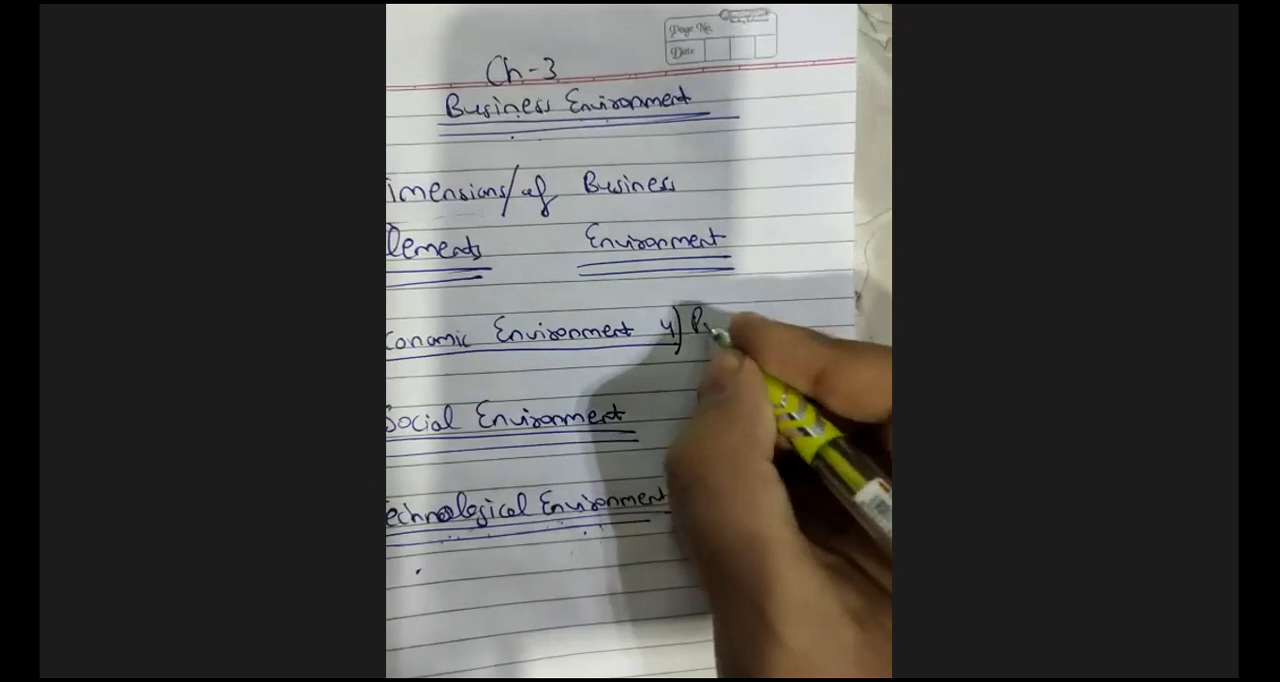 Page No.
Date
Ch-3
Business Environment
imensions/of Business
lements Environment
conomic Environment 4)
Social Environment
echnological Environment